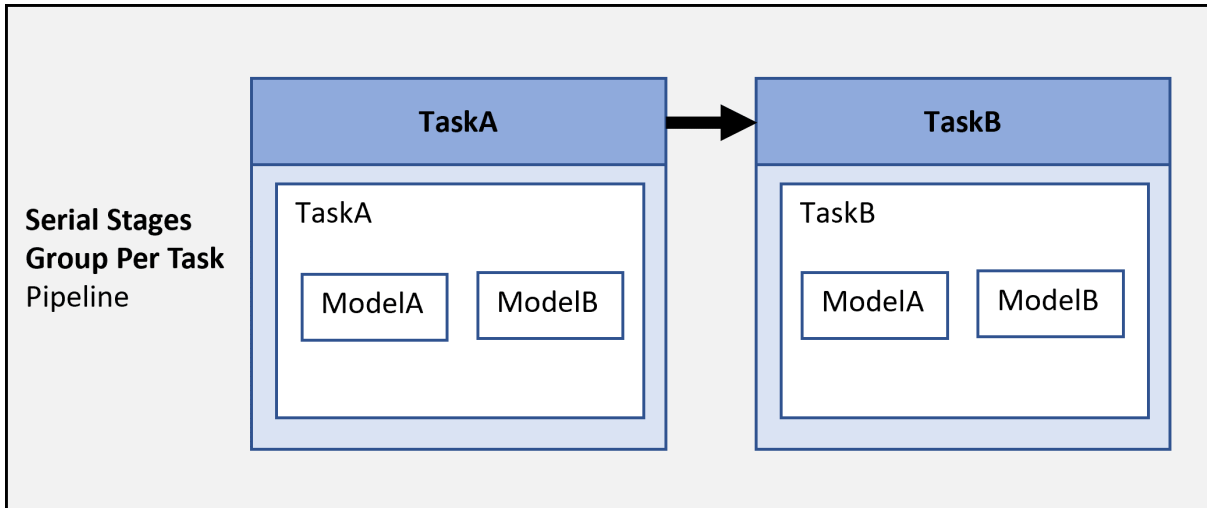 Serial Stages
Group Per Task
Pipeline
TaskA
TaskA
ModelA
ModelB
TaskB
TaskB
ModelA
ModelB